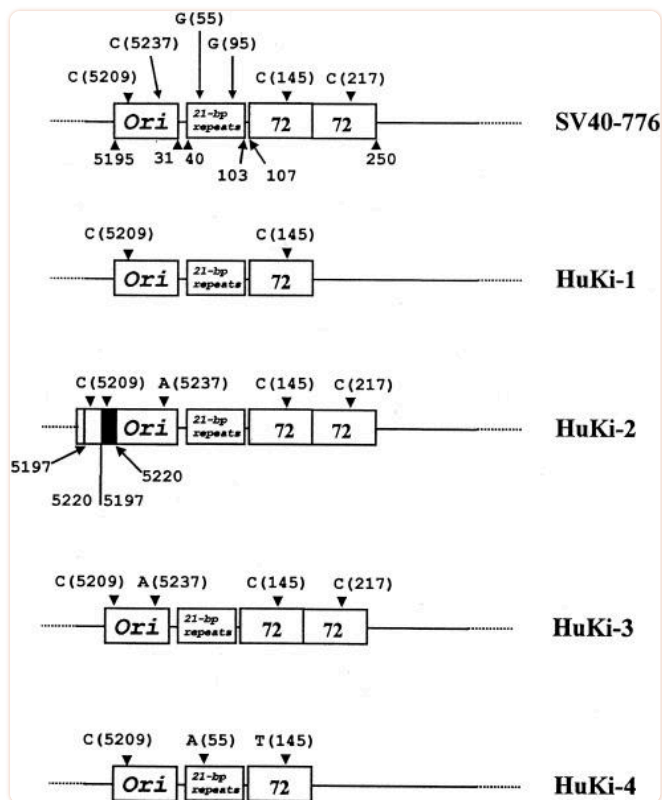 G(55)
C(5237) G(95)
C(5209) C(145) C(217)
Ori 21-bp repeats 72 72 SV40-776
5195 31 40 250
103 107
C(5209) C(145)
Ori 21-bp repeats 72 HuKi-1
C(5209) A(5237) C(145) C(217)
Ori 21-bp repeats 72 72 HuKi-2
5197 5220
5220 5197
C(5209) A(5237) C(145) C(217)
Ori 21-bp repeats 72 72 HuKi-3
C(5209) A(55) T(145)
Ori 21-bp repeats 72 HuKi-4